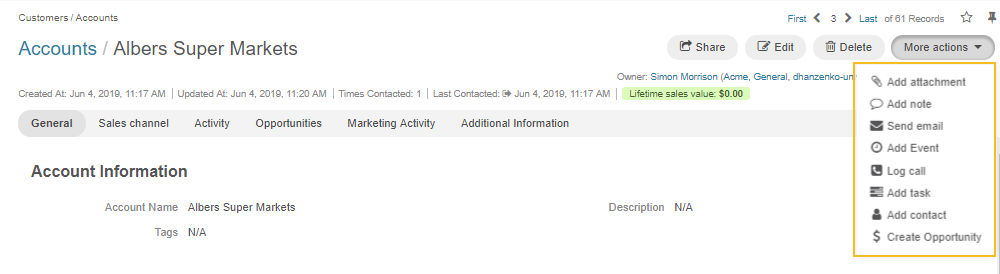 Customers / Accounts
First 3 Last of 61 Records
Accounts / Albers Super Markets
Share Edit Delete More actions
Owner: Simon Morrison (Acme, General, dhanzenko-un
Created At: Jun 4, 2019, 11:17 AM Updated At: Jun 4, 2019, 11:20 AM Times Contacted: 1 Last Contacted: Jun 4, 2019, 11:17 AM Lifetime sales value: $0.00
Add attachment
Add note
Send email
Add Event
Log call
Add task
Add contact
$ Create Opportunity
General Sales channel Activity Opportunities Marketing Activity Additional Information
Account Information
Account Name Albers Super Markets Description N/A
Tags N/A